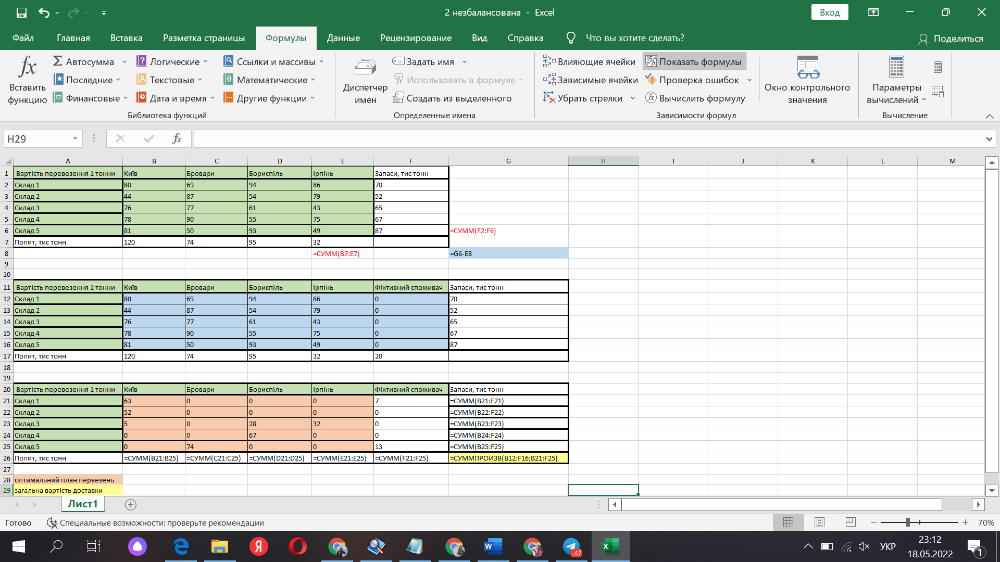 2 незбалансована - Excel
Вход
Файл Главная Вставка Разметка страницы Формулы Данные Рецензирование Вид Справка Что вы хотите сделать? Поделиться
Вставить функцию
Автосумма
Последние
Финансовые
Логические
Текстовые
Дата и время
Ссылки и массивы
Математические
Другие функции
Библиотека функций
Диспетчер имен
Задать имя
Использовать в формуле
Создать из выделенного
Определенные имена
Влияющие ячейки
Зависимые ячейки
Убрать стрелки
Показать формулы
Проверка ошибок
Вычислить формулу
Зависимости формул
Окно контрольного значения
Параметры вычислений
Вычисление
H29 fx
A B C D E F G H I J K L M
1 Вартість перевезення 1 тонни Київ Бровари Бориспіль Ірпінь Запаси, тис тонн
2 Склад 1 80 69 94 86 70
3 Склад 2 44 87 54 79 52
4 Склад 3 76 77 61 43 65
5 Склад 4 78 90 55 75 67
6 Склад 5 81 50 93 49 87 =СУММ(F2:F6)
7 Попит, тис тонн 120 74 95 32
8 =СУММ(B7:E7) =G6-E8
9
10
11 Вартість перевезення 1 тонни Київ Бровари Бориспіль Ірпінь Фіктивний споживач Запаси, тис тонн
12 Склад 1 80 69 94 86 0 70
13 Склад 2 44 87 54 79 0 52
14 Склад 3 76 77 61 43 0 65
15 Склад 4 78 90 55 75 0 67
16 Склад 5 81 50 93 49 0 87
17 Попит, тис тонн 120 74 95 32 20
18
19
20 Вартість перевезення 1 тонни Київ Бровари Бориспіль Ірпінь Фіктивний споживач Запаси, тис тонн
21 Склад 1 63 0 0 0 7 =СУММ(B21:F21)
22 Склад 2 52 0 0 0 0 =СУММ(B22:F22)
23 Склад 3 5 0 28 32 0 =СУММ(B23:F23)
24 Склад 4 0 0 67 0 0 =СУММ(B24:F24)
25 Склад 5 0 74 0 0 13 =СУММ(B25:F25)
26 Попит, тис тонн =СУММ(B21:B25) =СУММ(C21:C25) =СУММ(D21:D25) =СУММ(E21:E25) =СУММ(F21:F25) =СУММПРОИЗВ(B12:F16;B21:F25)
27
28 оптимальний план первезень
29 загальна вартість доставки
Лист1
Готово Специальные возможности: проверьте рекомендации 70%
УКР
23:12
18.05.2022
..47
1